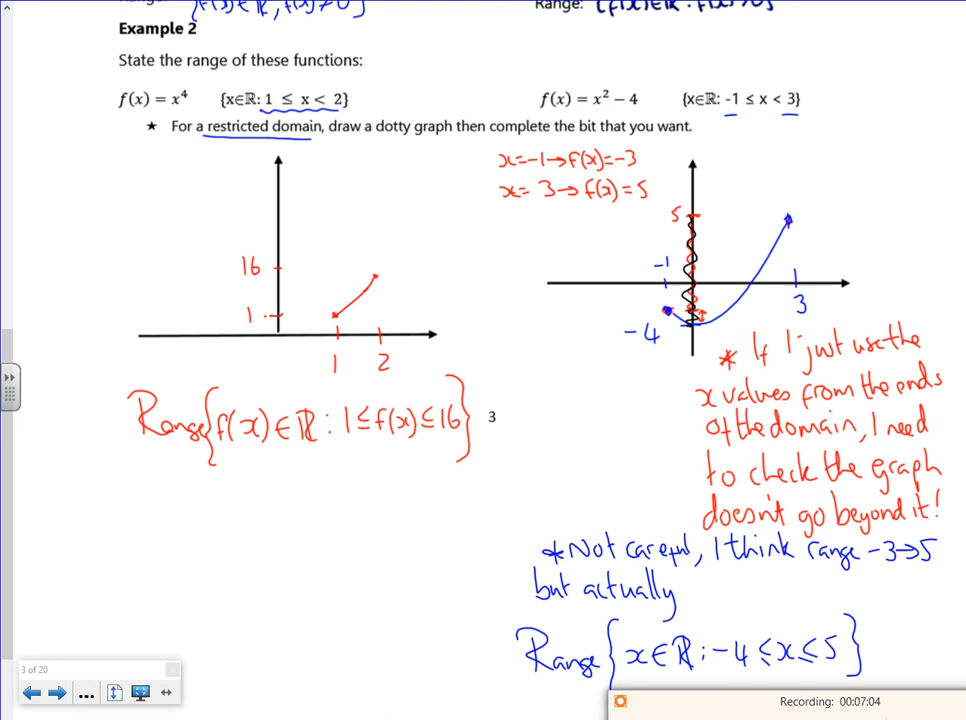 Range:
Example 2
State the range of these functions:
f(x) = x⁴ {x∈ℝ: 1 ≤ x < 2} f(x) = x² – 4 {x∈ℝ: -1 ≤ x < 3}
★ For a restricted domain, draw a dotty graph then complete the bit that you want.
x=-1→f(x)=-3
x= 3→f(x)=5
5
16
-1
1
3
-4
1 2
* If I just use the
x values from the ends
of the domain, I need
to check the graph
doesn't go beyond it!
Range{f(x)∈ℝ : 1≤f(x)≤16}
3
*Not careful, I think range -3→5
but actually
Range{x∈ℝ: -4≤x≤5}
3 of 20
Recording: 00:07:04